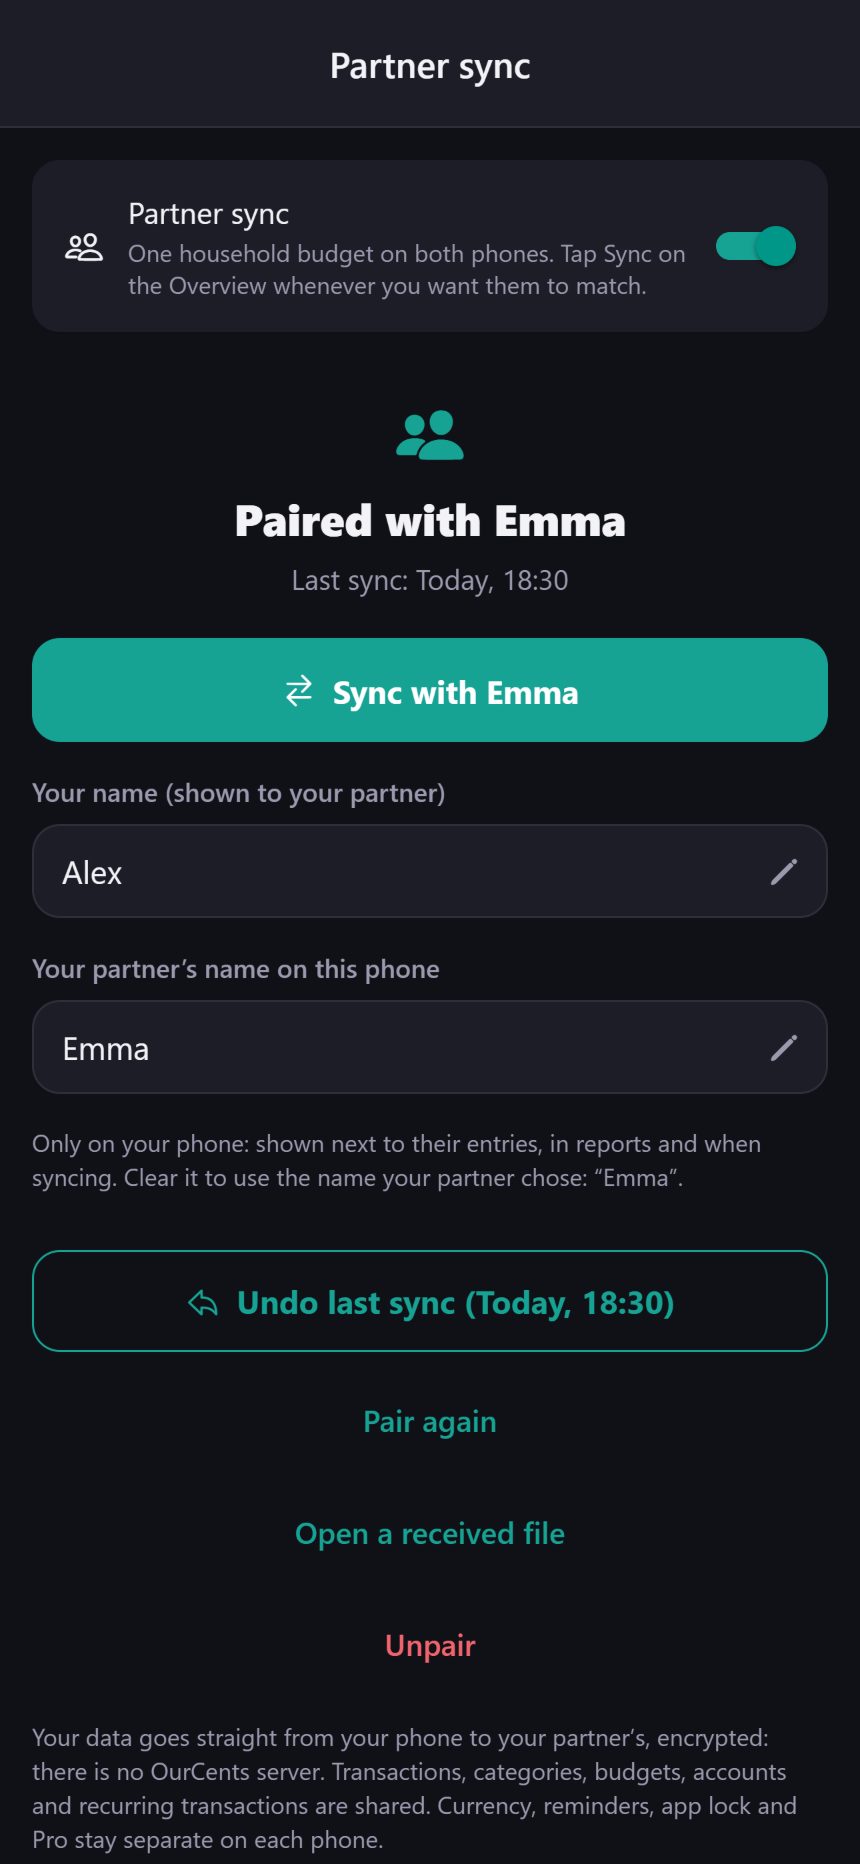 Partner sync
Partner sync
One household budget on both phones. Tap Sync on
the Overview whenever you want them to match.
Paired with Emma
Last sync: Today, 18:30
Sync with Emma
Your name (shown to your partner)
Alex
Your partner’s name on this phone
Emma
Only on your phone: shown next to their entries, in reports and when
syncing. Clear it to use the name your partner chose: “Emma”.
Undo last sync (Today, 18:30)
Pair again
Open a received file
Unpair
Your data goes straight from your phone to your partner’s, encrypted:
there is no OurCents server. Transactions, categories, budgets, accounts
and recurring transactions are shared. Currency, reminders, app lock and
Pro stay separate on each phone.